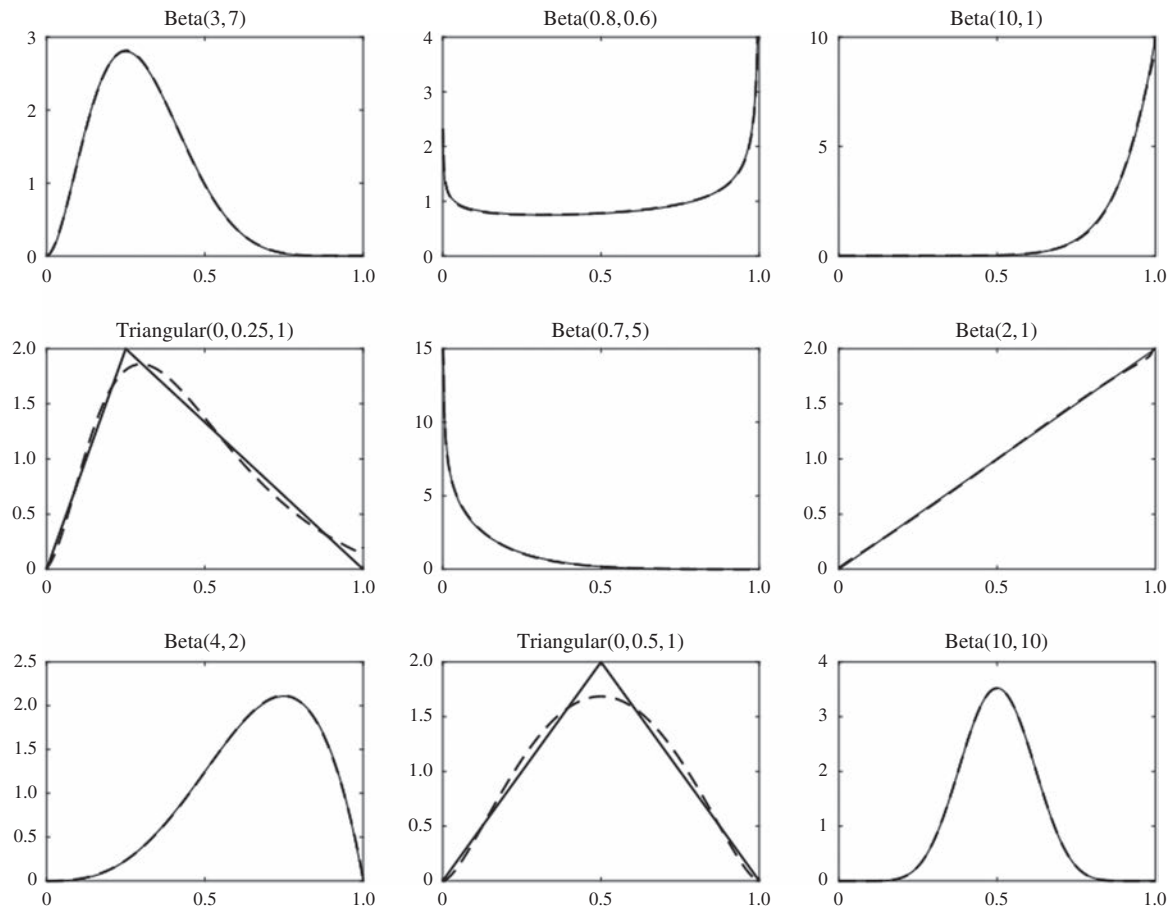 Beta(3, 7)
3
2
1
0
0 0.5 1.0
Beta(0.8, 0.6)
4
3
2
1
0
0 0.5 1.0
Beta(10, 1)
10
5
0
0 0.5 1.0
Triangular(0, 0.25, 1)
2.0
1.5
1.0
0.5
0
0 0.5 1.0
Beta(0.7, 5)
15
10
5
0
0 0.5 1.0
Beta(2, 1)
2.0
1.5
1.0
0.5
0
0 0.5 1.0
Beta(4, 2)
2.5
2.0
1.5
1.0
0.5
0
0 0.5 1.0
Triangular(0, 0.5, 1)
2.0
1.5
1.0
0.5
0
0 0.5 1.0
Beta(10, 10)
4
3
2
1
0
0 0.5 1.0